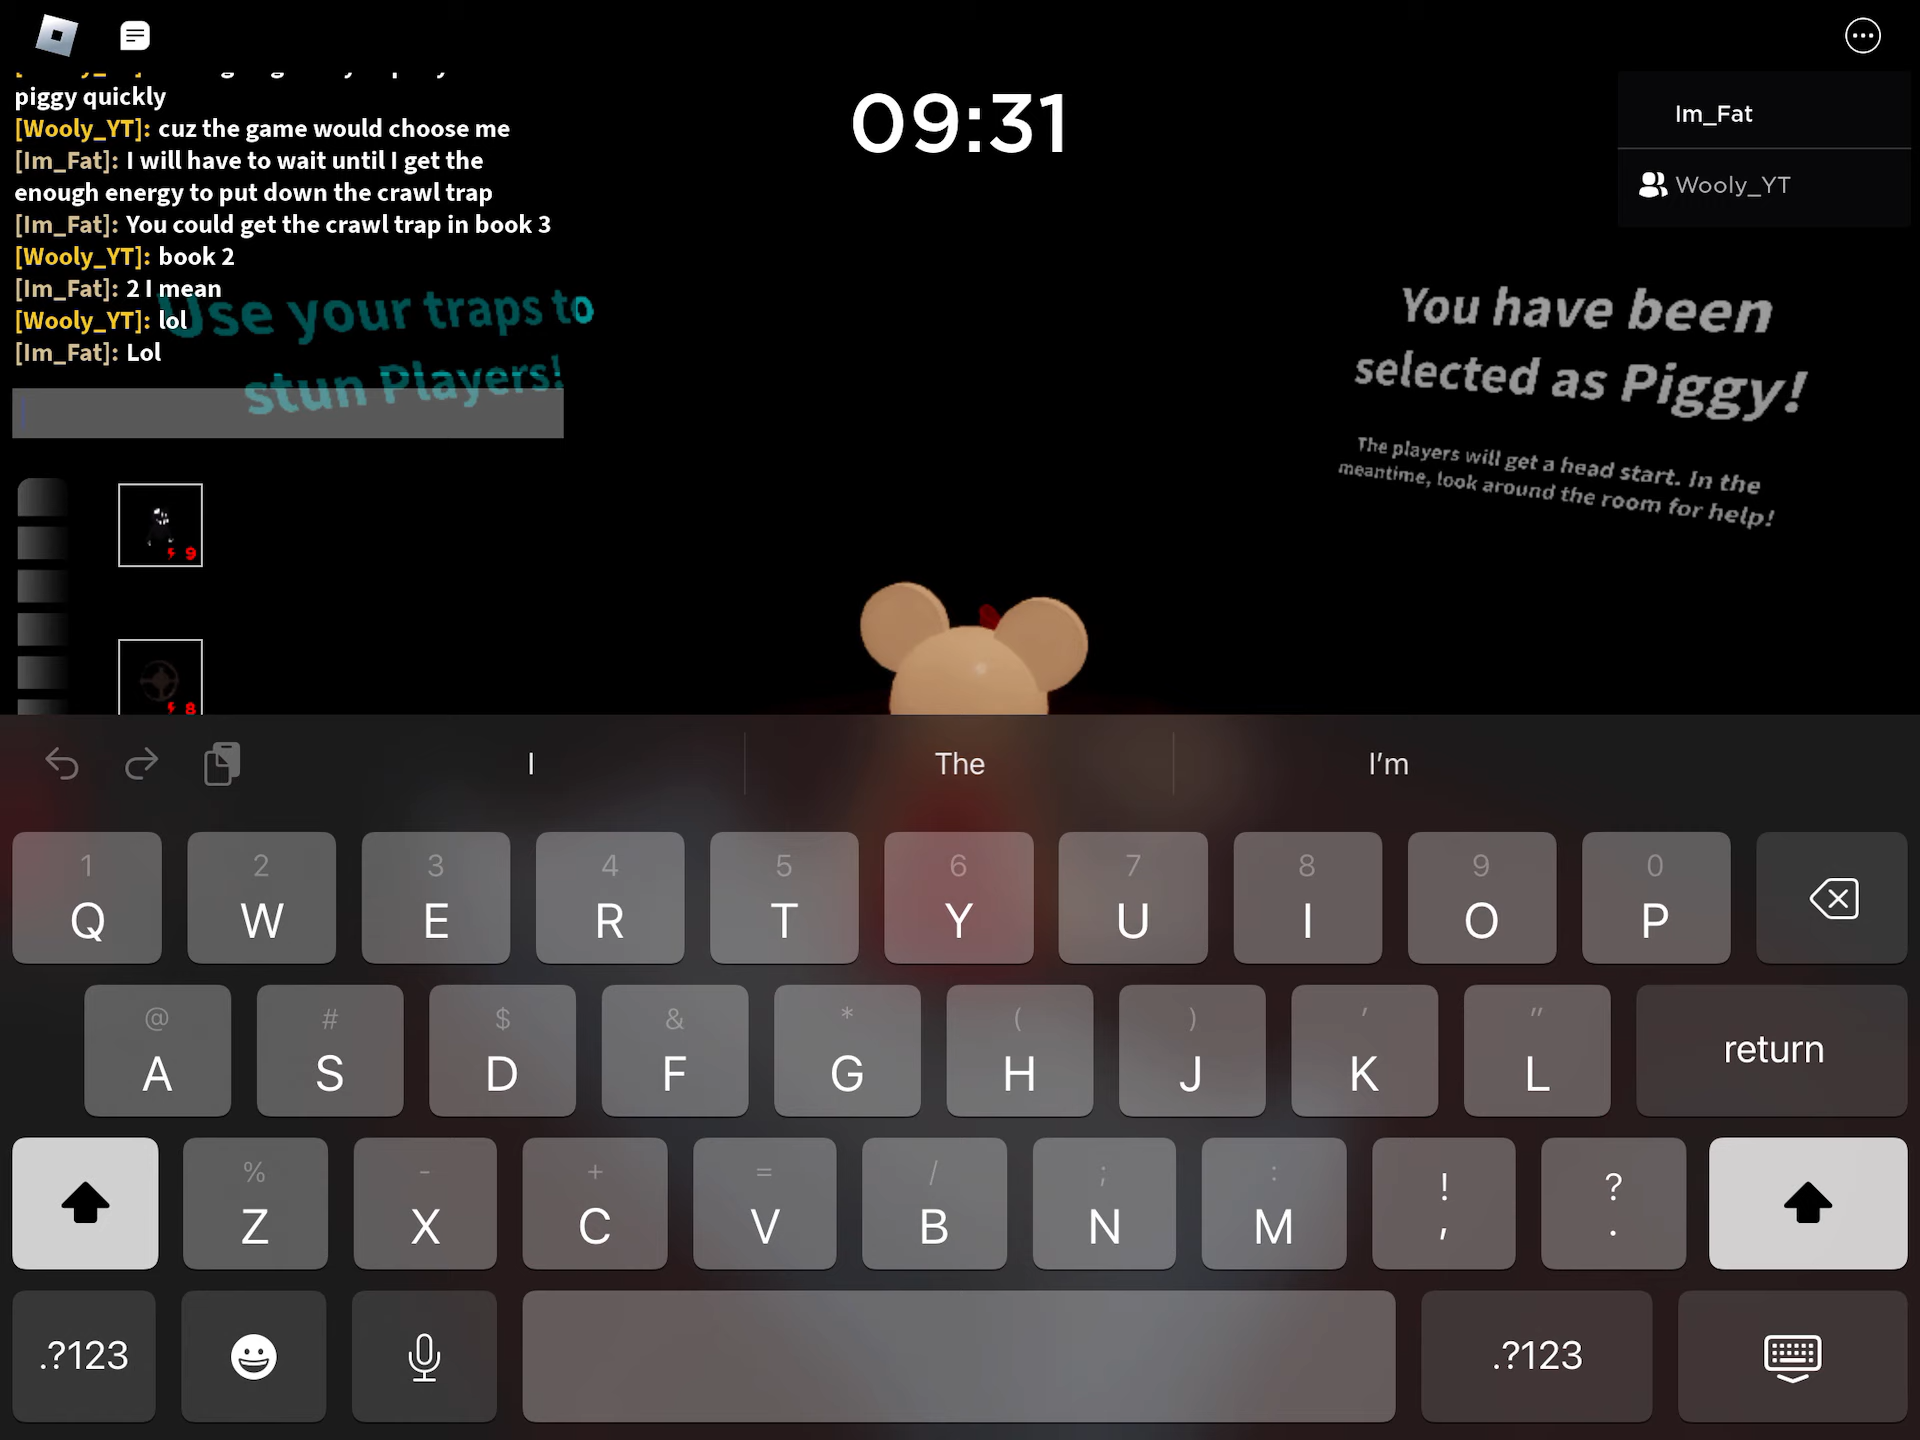 piggy quickly
[Wooly_YT]: cuz the game would choose me
[Im_Fat]: I will have to wait until I get the
enough energy to put down the crawl trap
[Im_Fat]: You could get the crawl trap in book 3
[Wooly_YT]: book 2
[Im_Fat]: 2 I mean
[Wooly_YT]: lol
[Im_Fat]: Lol
09:31
Im_Fat
Wooly_YT
Use your traps to
stun Players!
You have been
selected as Piggy!
The players will get a head start. In the
meantime, look around the room for help!
9
8
I The I'm
1 2 3 4 5 6 7 8 9 0
Q W E R T Y U I O P
@ # $ & * ( ) ' "
A S D F G H J K L return
% - + = / ; : ! ?
Z X C V B N M , .
.?123 .?123